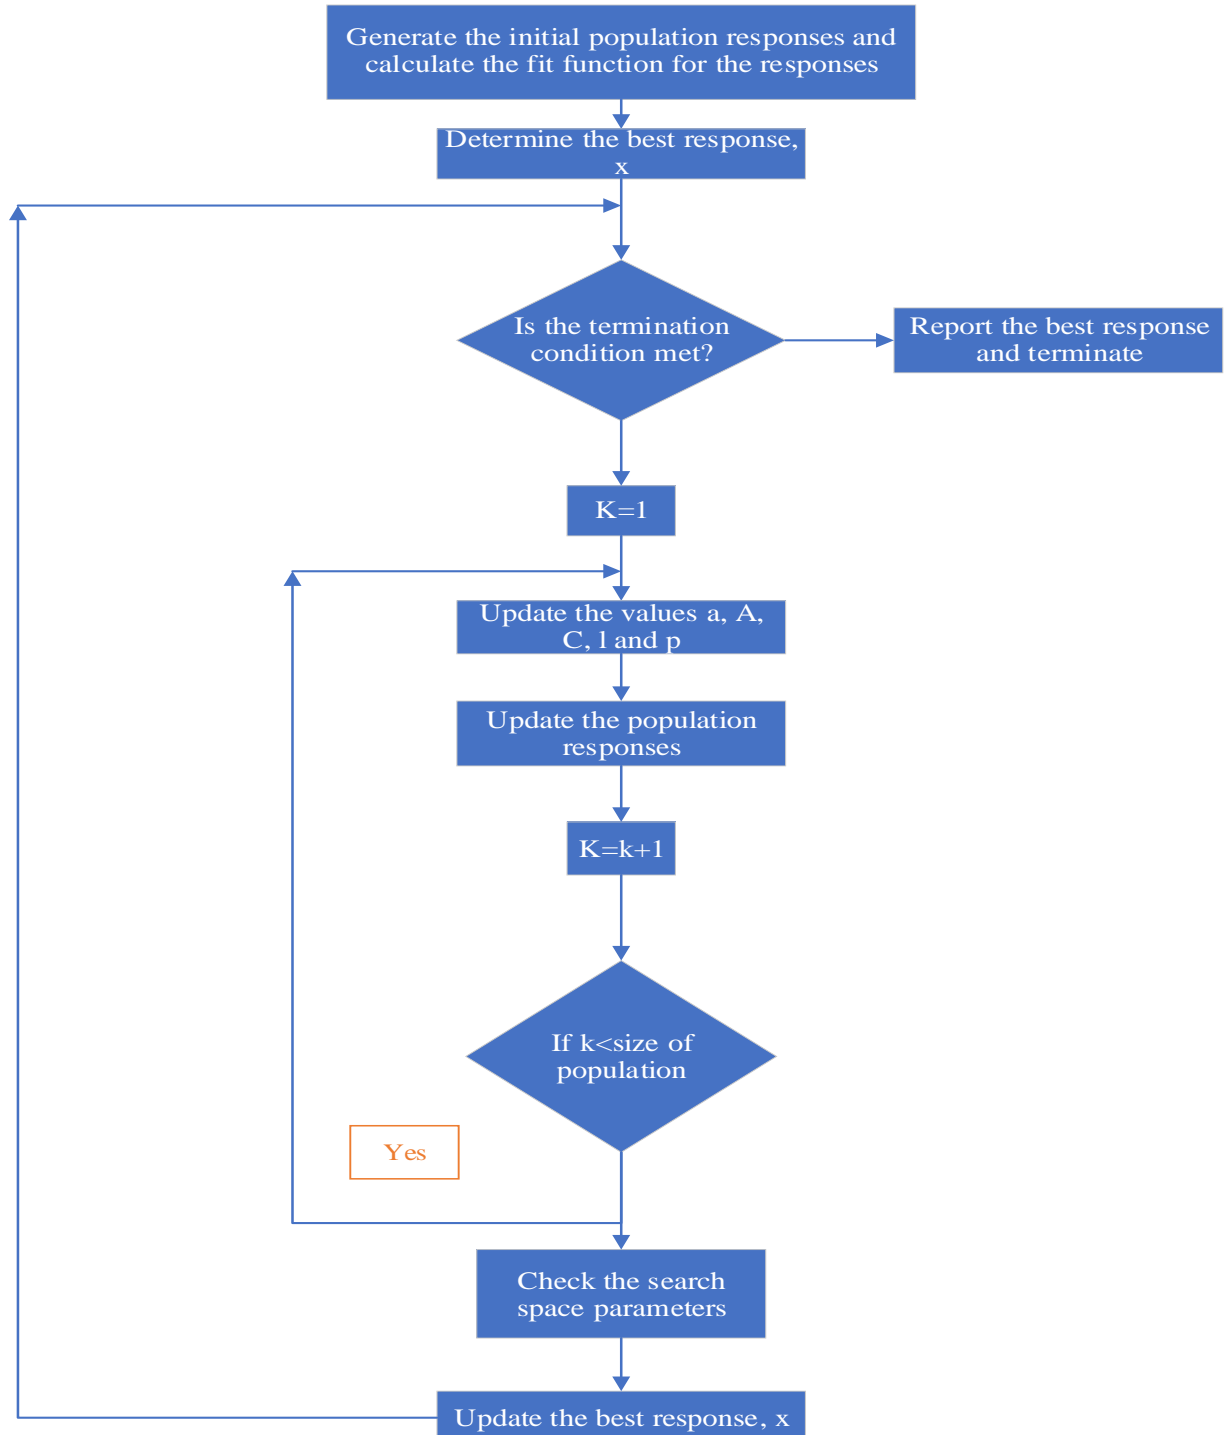 Generate the initial population responses and
calculate the fit function for the responses
Determine the best response,
x
Is the termination
condition met?
Report the best response
and terminate
K=1
Update the values a, A,
C, l and p
Update the population
responses
K=k+1
If k<size of
population
Yes
Check the search
space parameters
Update the best response, x